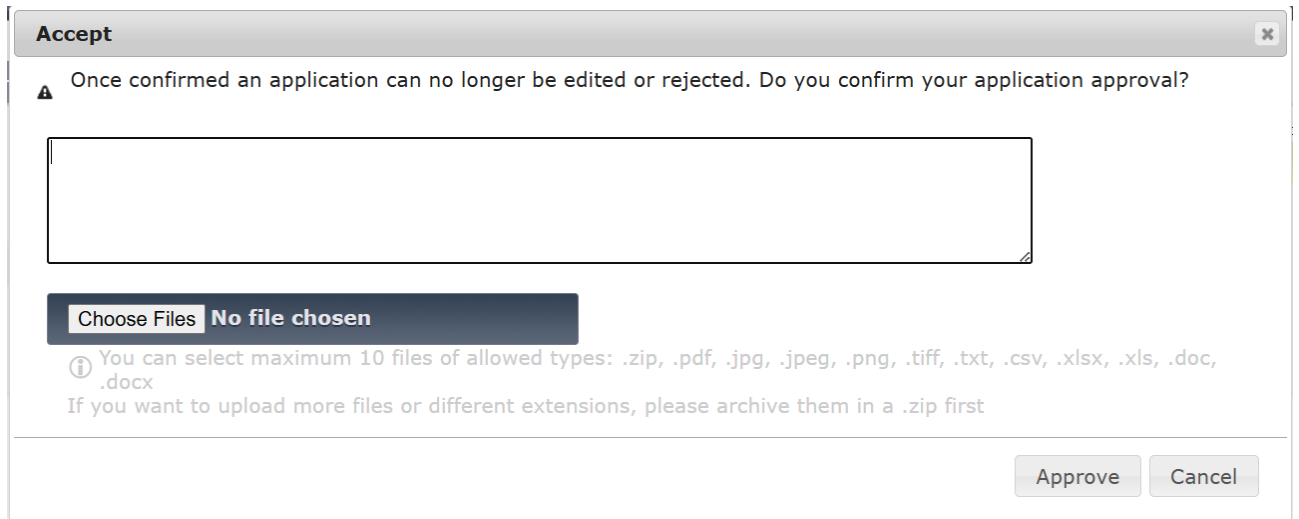 Accept
Once confirmed an application can no longer be edited or rejected. Do you confirm your application approval?
Choose Files No file chosen
You can select maximum 10 files of allowed types: .zip, .pdf, .jpg, .jpeg, .png, .tiff, .txt, .csv, .xlsx, .xls, .doc,
.docx
If you want to upload more files or different extensions, please archive them in a .zip first
Approve Cancel